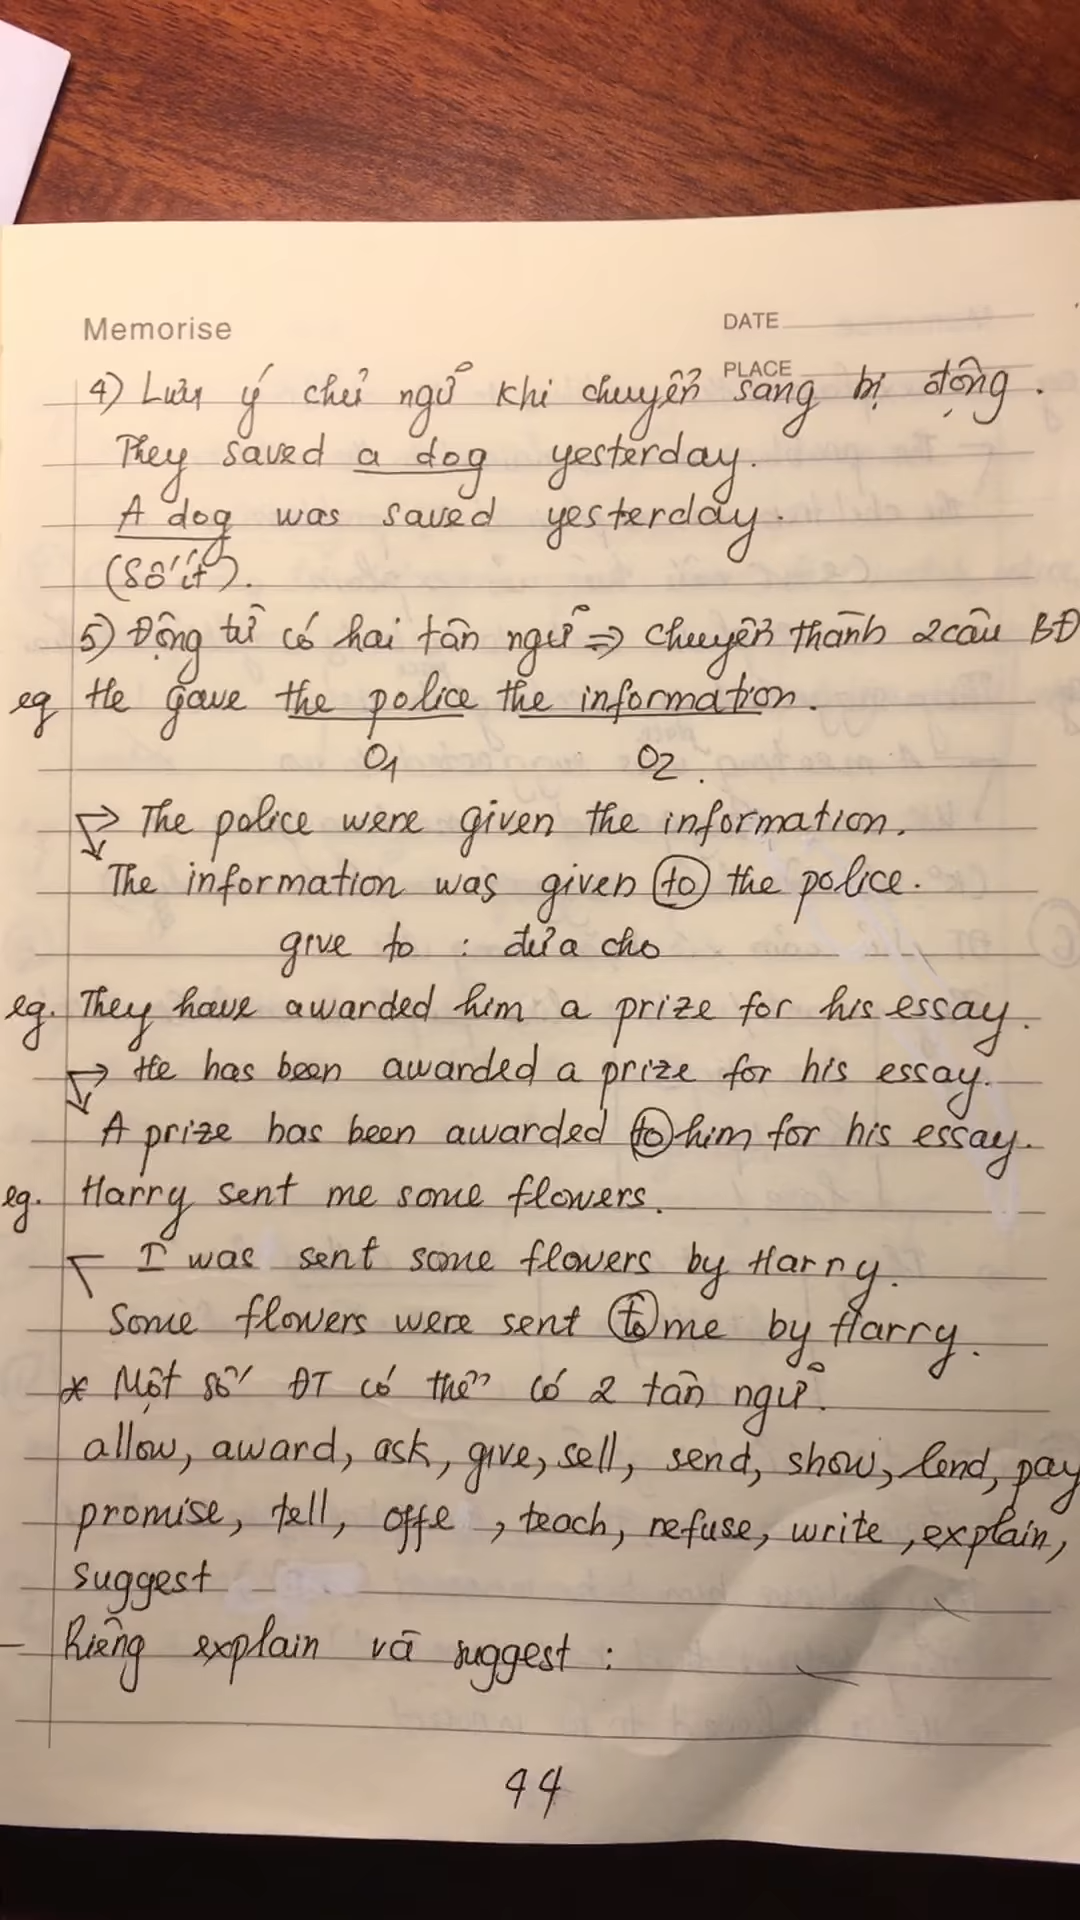 Memorise
DATE
PLACE
4) Lưu ý chủ ngữ khi chuyển sang bị động.
They saved a dog yesterday.
A dog was saved yesterday.
(Số ít).
5) Động từ có hai tân ngữ => chuyển thành 2 câu BĐ
eg He gave the police the information.
O1 O2.
The police were given the information.
The information was given to the police.
give to : đưa cho
eg. They have awarded him a prize for his essay.
He has been awarded a prize for his essay.
A prize has been awarded to him for his essay.
eg. Harry sent me some flowers.
I was sent some flowers by Harry.
Some flowers were sent to me by Harry.
* Một số ĐT có thể có 2 tân ngữ.
allow, award, ask, give, sell, send, show, lend, pay
promise, tell, offe , teach, refuse, write, explain,
suggest
- Riêng explain và suggest :
44